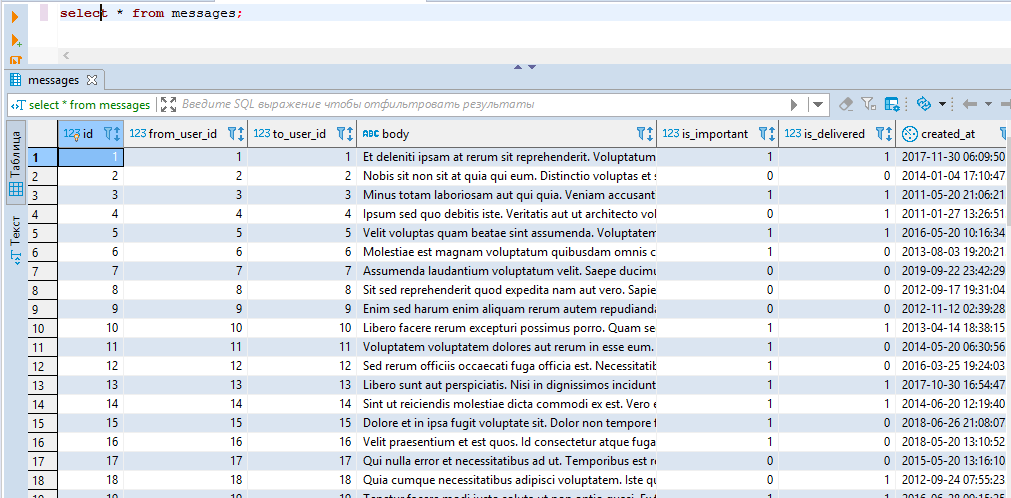 select * from messages;
messages
select * from messages Введите SQL выражение чтобы отфильтровать результаты
Таблица
Текст
123 id 123 from_user_id 123 to_user_id ABC body 123 is_important 123 is_delivered created_at
1 1 1 1 Et deleniti ipsam at rerum sit reprehenderit. Voluptatum 1 1 2017-11-30 06:09:50
2 2 2 2 Nobis sit non sit at quia qui eum. Distinctio voluptas et 0 0 2014-01-04 17:10:47
3 3 3 3 Minus totam laboriosam aut qui quia. Veniam accusant 1 1 2011-05-20 21:06:21
4 4 4 4 Ipsum sed quo debitis iste. Veritatis aut ut architecto vol 0 1 2011-01-27 13:26:51
5 5 5 5 Velit voluptas quam beatae sint assumenda. Voluptatem 1 1 2016-05-20 10:16:34
6 6 6 6 Molestiae est magnam voluptatum quibusdam omnis c 1 0 2013-08-03 19:20:21
7 7 7 7 Assumenda laudantium voluptatum velit. Saepe ducimu 0 0 2019-09-22 23:42:29
8 8 8 8 Sit sed reprehenderit quod expedita nam aut vero. Sapie 0 0 2012-09-17 19:31:04
9 9 9 9 Enim sed harum enim aliquam rerum autem repudianda 0 0 2012-11-12 02:39:28
10 10 10 10 Libero facere rerum excepturi possimus porro. Quam se 1 1 2013-04-14 18:38:15
11 11 11 11 Voluptatem voluptatem dolores aut rerum in esse eum. 1 0 2014-05-20 06:30:56
12 12 12 12 Sed rerum officiis occaecati fuga officia est. Necessitatib 1 0 2016-03-25 19:24:03
13 13 13 13 Libero sunt aut perspiciatis. Nisi in dignissimos incidunt 1 0 2017-10-30 16:54:47
14 14 14 14 Sint ut reiciendis molestiae dicta commodi ex est. Vero 1 1 2014-06-20 12:19:40
15 15 15 15 Dolore et in ipsa fugit voluptate sit. Dolor non tempore 1 0 2018-06-26 21:08:07
16 16 16 16 Velit praesentium et est quos. Id consectetur atque fuga 1 0 2018-05-20 13:10:52
17 17 17 17 Qui nulla error et necessitatibus ad ut. Temporibus est 0 0 2015-05-20 13:16:10
18 18 18 18 Quia cumque necessitatibus adipisci voluptatem. Iste qu 0 1 2012-09-24 07:55:23